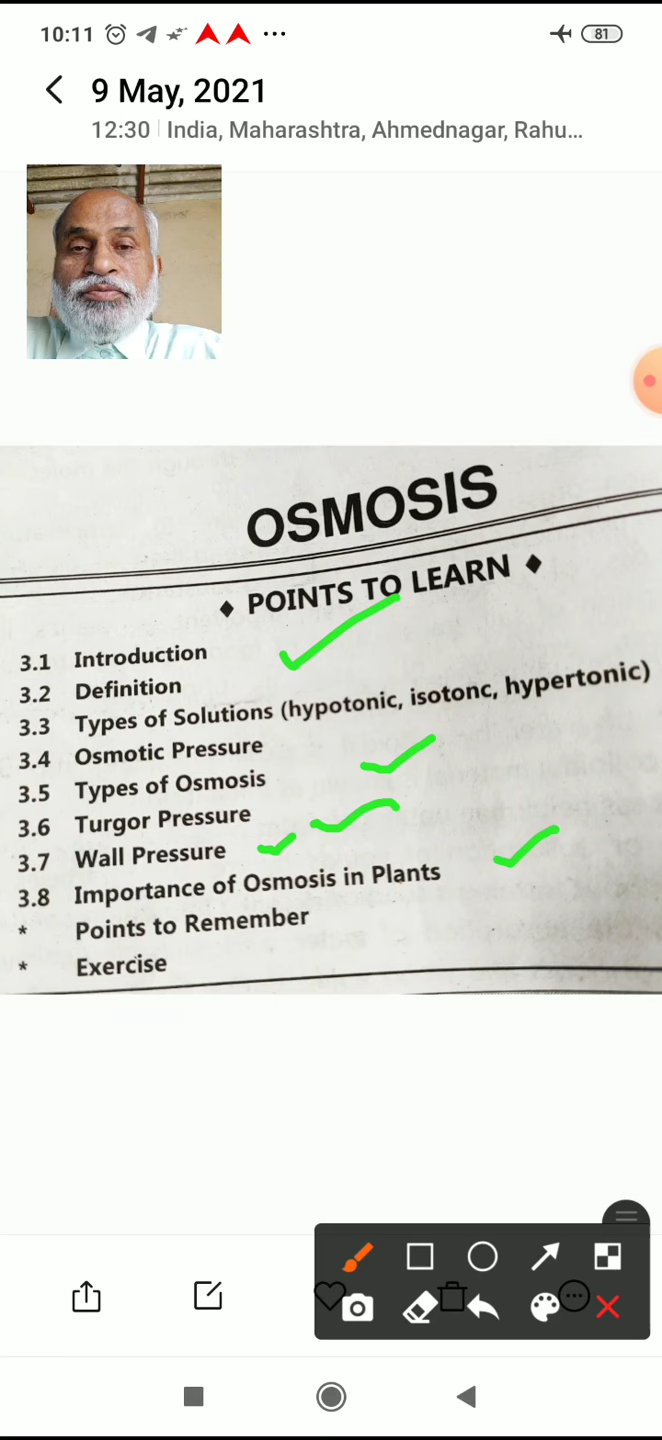 10:11
81
9 May, 2021
12:30 | India, Maharashtra, Ahmednagar, Rahu...
OSMOSIS
♦ POINTS TO LEARN ♦
3.1 Introduction
3.2 Definition
3.3 Types of Solutions (hypotonic, isotonc, hypertonic)
3.4 Osmotic Pressure
3.5 Types of Osmosis
3.6 Turgor Pressure
3.7 Wall Pressure
3.8 Importance of Osmosis in Plants
* Points to Remember
* Exercise